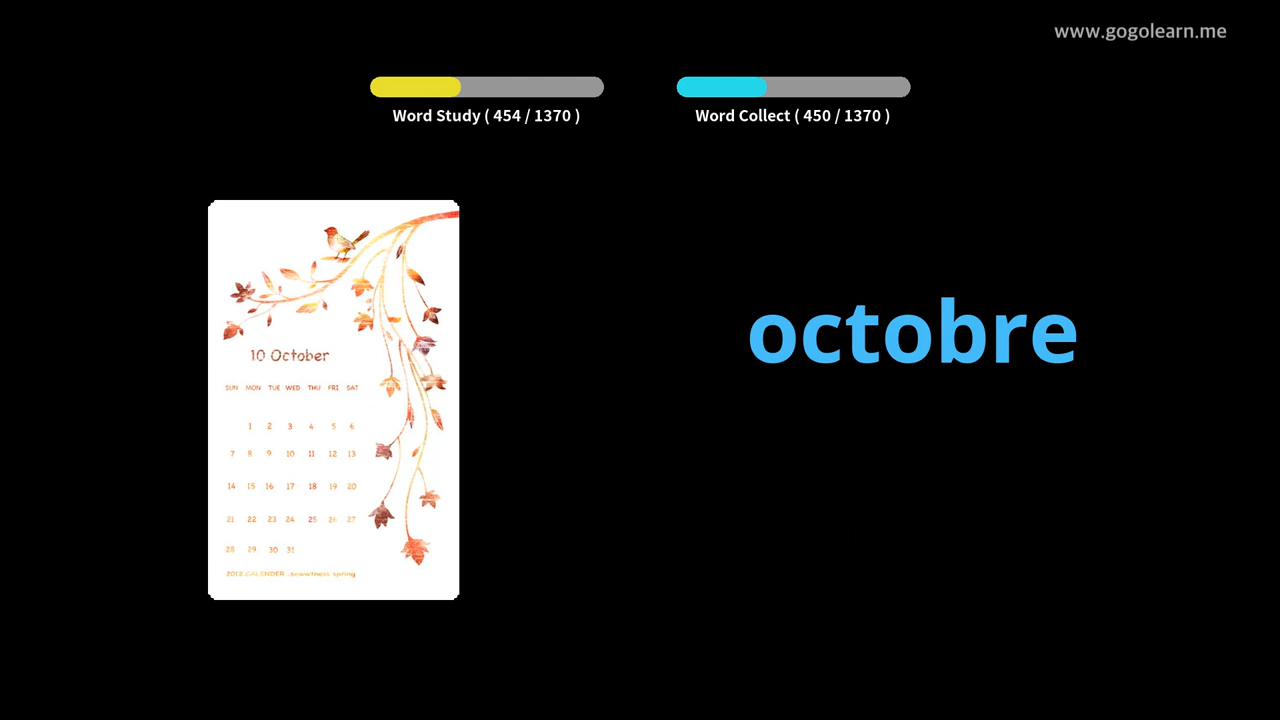 www.gogolearn.me
Word Study ( 454 / 1370 )
Word Collect ( 450 / 1370 )
10 October
SUN MON TUE WED THU FRI SAT
1 2 3 4 5 6
7 8 9 10 11 12 13
14 15 16 17 18 19 20
21 22 23 24 25 26 27
28 29 30 31
2012.CALENDER spring
octobre